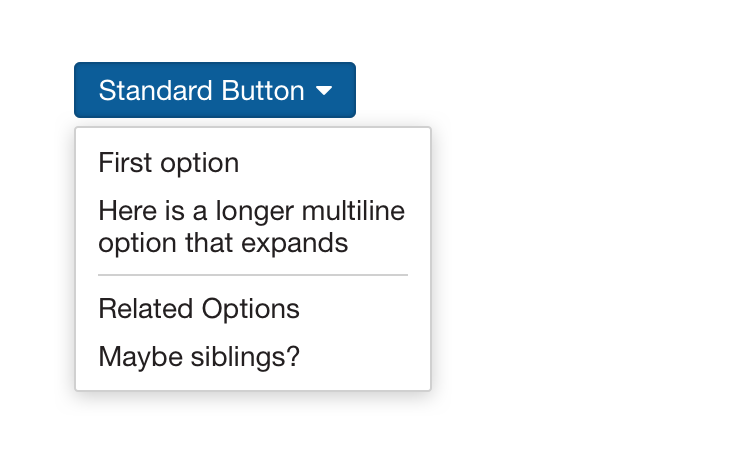 Standard Button
First option
Here is a longer multiline
option that expands
Related Options
Maybe siblings?